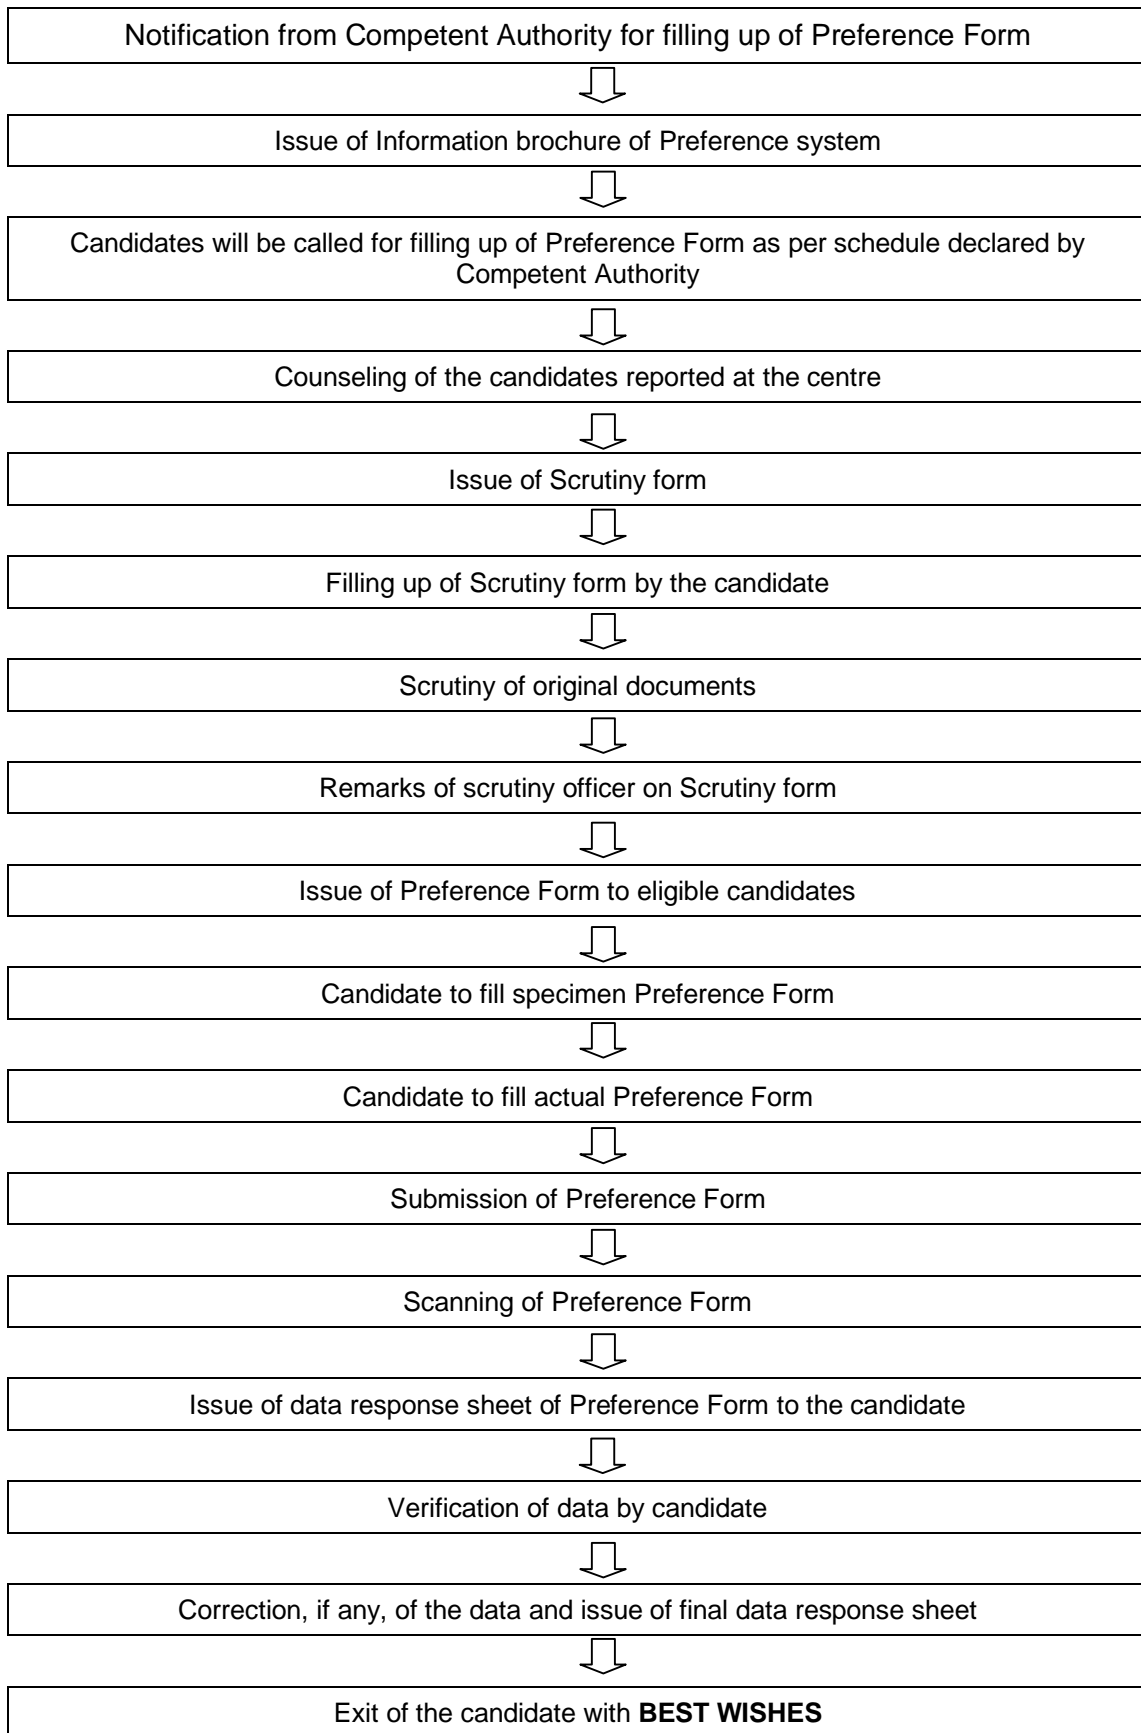 Notification from Competent Authority for filling up of Preference Form
Issue of Information brochure of Preference system
Candidates will be called for filling up of Preference Form as per schedule declared by
Competent Authority
Counseling of the candidates reported at the centre
Issue of Scrutiny form
Filling up of Scrutiny form by the candidate
Scrutiny of original documents
Remarks of scrutiny officer on Scrutiny form
Issue of Preference Form to eligible candidates
Candidate to fill specimen Preference Form
Candidate to fill actual Preference Form
Submission of Preference Form
Scanning of Preference Form
Issue of data response sheet of Preference Form to the candidate
Verification of data by candidate
Correction, if any, of the data and issue of final data response sheet
Exit of the candidate with BEST WISHES